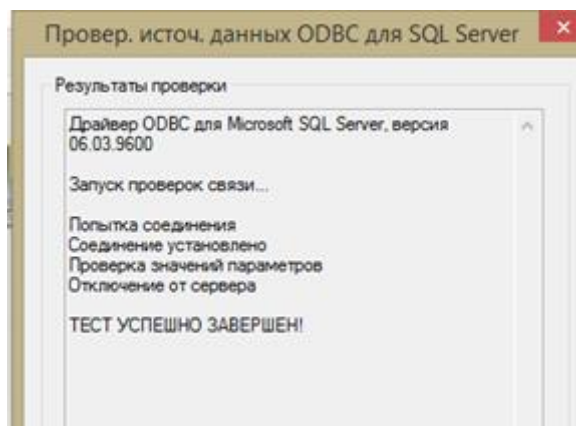 Провер. источ. данных ODBC для SQL Server
Результаты проверки
Драйвер ODBC для Microsoft SQL Server, версия
06.03.9600
Запуск проверок связи...
Попытка соединения
Соединение установлено
Проверка значений параметров
Отключение от сервера
ТЕСТ УСПЕШНО ЗАВЕРШЕН!